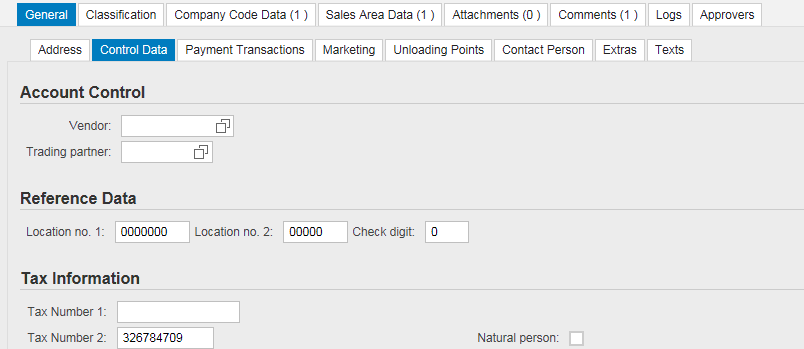 General Classification Company Code Data (1 ) Sales Area Data (1 ) Attachments (0 ) Comments (1 ) Logs Approvers
Address Control Data Payment Transactions Marketing Unloading Points Contact Person Extras Texts
Account Control
Vendor:
Trading partner:
Reference Data
Location no. 1: 0000000 Location no. 2: 00000 Check digit: 0
Tax Information
Tax Number 1:
Tax Number 2: 326784709 Natural person: